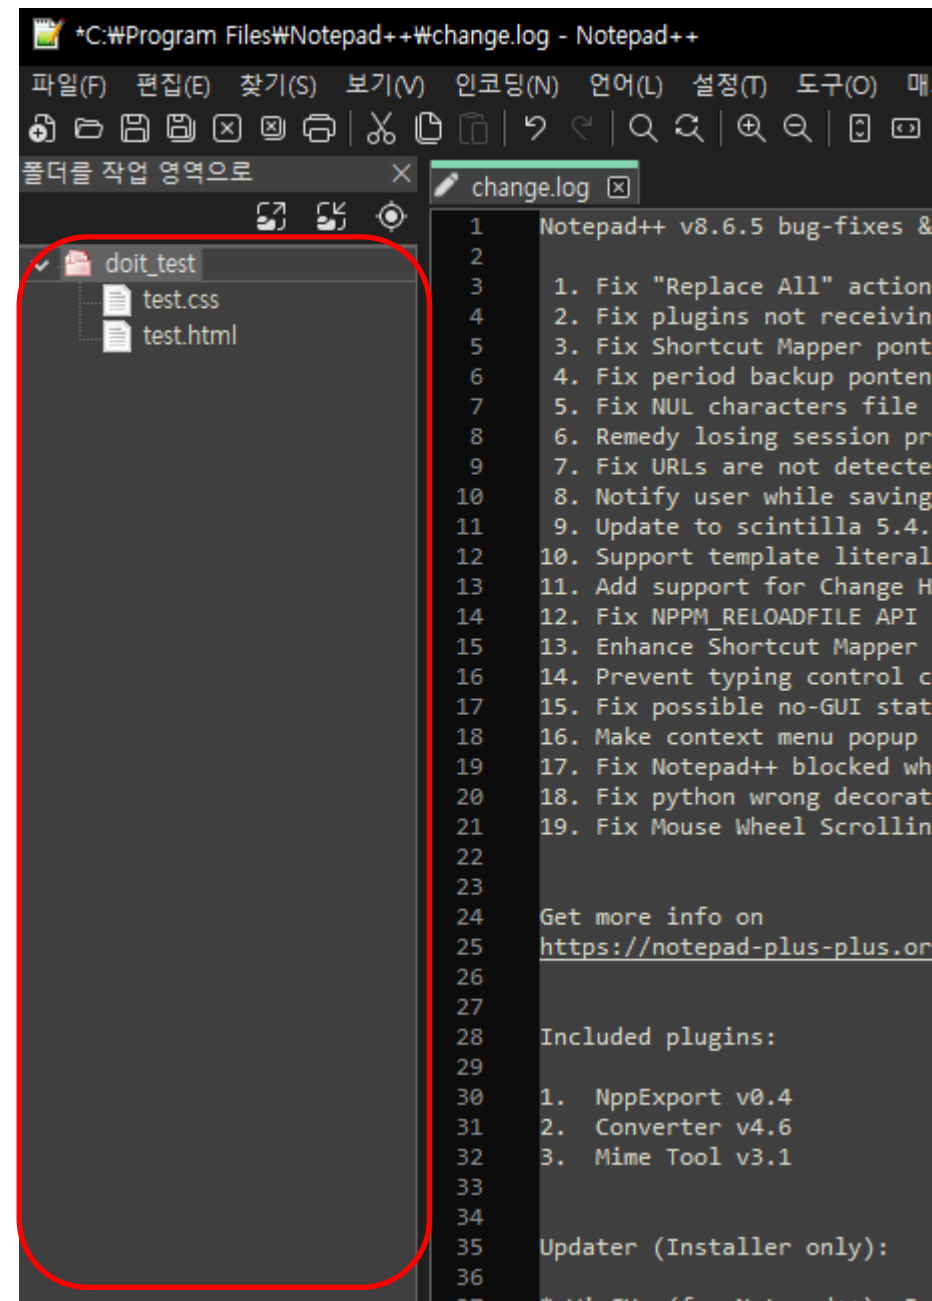 *C:₩Program Files₩Notepad++₩change.log - Notepad++
파일(F) 편집(E) 찾기(S) 보기(V) 인코딩(N) 언어(L) 설정(T) 도구(O) 매
폴더를 작업 영역으로
change.log
doit_test
test.css
test.html
1 Notepad++ v8.6.5 bug-fixes &
2
3 1. Fix "Replace All" action
4 2. Fix plugins not receivin
5 3. Fix Shortcut Mapper pont
6 4. Fix period backup ponten
7 5. Fix NUL characters file
8 6. Remedy losing session pr
9 7. Fix URLs are not detecte
10 8. Notify user while saving
11 9. Update to scintilla 5.4.
12 10. Support template literal
13 11. Add support for Change H
14 12. Fix NPPM_RELOADFILE API
15 13. Enhance Shortcut Mapper
16 14. Prevent typing control c
17 15. Fix possible no-GUI stat
18 16. Make context menu popup
19 17. Fix Notepad++ blocked wh
20 18. Fix python wrong decorat
21 19. Fix Mouse Wheel Scrollin
22
23
24 Get more info on
25 https://notepad-plus-plus.or
26
27
28 Included plugins:
29
30 1. NppExport v0.4
31 2. Converter v4.6
32 3. Mime Tool v3.1
33
34
35 Updater (Installer only):
36